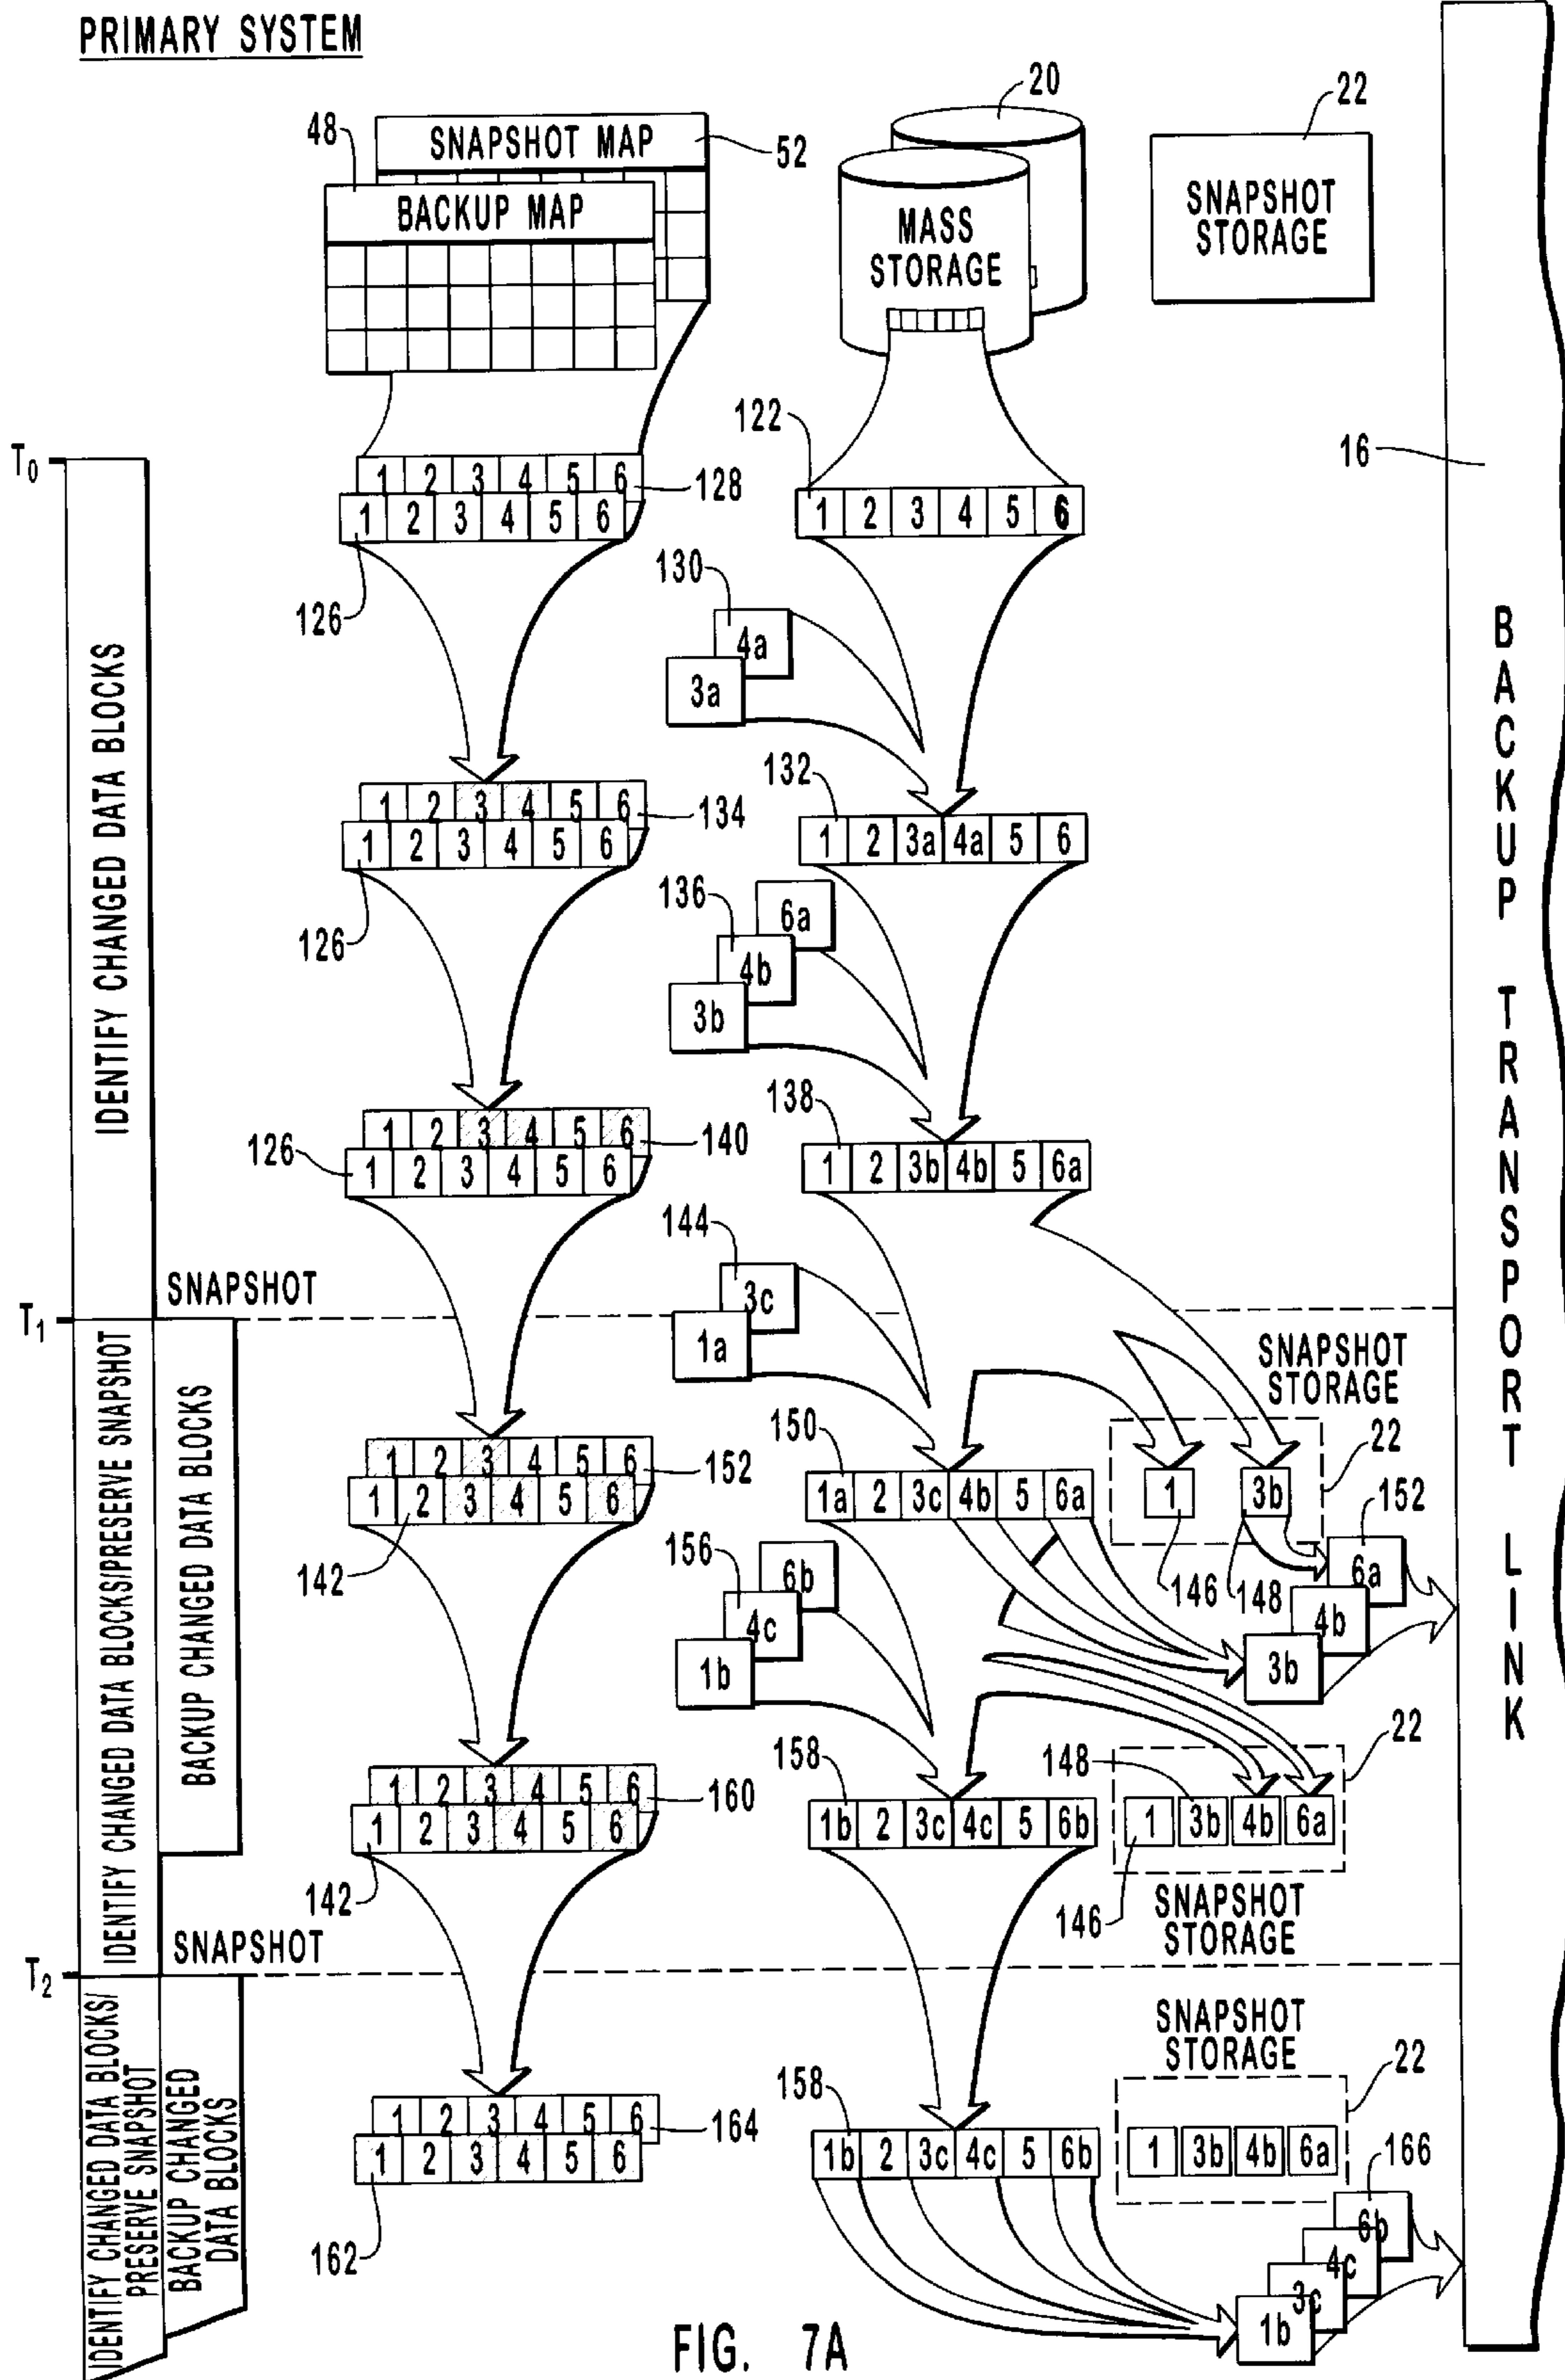 PRIMARY SYSTEM
20
22
48
SNAPSHOT MAP
52
BACKUP MAP
MASS
STORAGE
SNAPSHOT
STORAGE
122
16
T0
1 2 3 4 5 6
128
1 2 3 4 5 6
1 2 3 4 5 6
126
130
4a
3a
IDENTIFY CHANGED DATA BLOCKS
BACKUP TRANSPORT LINK
132
1 2 3 4 5 6
134
1 2 3 4 5 6
1 2 3a 4a 5 6
126
136
6a
4b
3b
138
1 2 3 4 5 6
140
126
1 2 3 4 5 6
1 2 3b 4b 5 6a
144
3c
1a
SNAPSHOT
T1
IDENTIFY CHANGED DATA BLOCKS/PRESERVE SNAPSHOT
BACKUP CHANGED DATA BLOCKS
SNAPSHOT
STORAGE
150
22
1 2 3 4 5 6
152
1 2 3 4 5 6
1a 2 3c 4b 5 6a
1
3b
152
142
146
148
156
6b
4c
1b
6a
4b
3b
22
158
148
1 2 3 4 5 6
160
1 2 3 4 5 6
1b 2 3c 4c 5 6b
1 3b 4b 6a
142
146
SNAPSHOT
STORAGE
SNAPSHOT
T2
IDENTIFY CHANGED DATA BLOCKS/
PRESERVE SNAPSHOT
BACKUP CHANGED
DATA BLOCKS
SNAPSHOT
STORAGE
22
158
1 2 3 4 5 6
164
1 2 3 4 5 6
1b 2 3c 4c 5 6b
1 3b 4b 6a
166
162
6b
4c
3c
1b
FIG. 7A